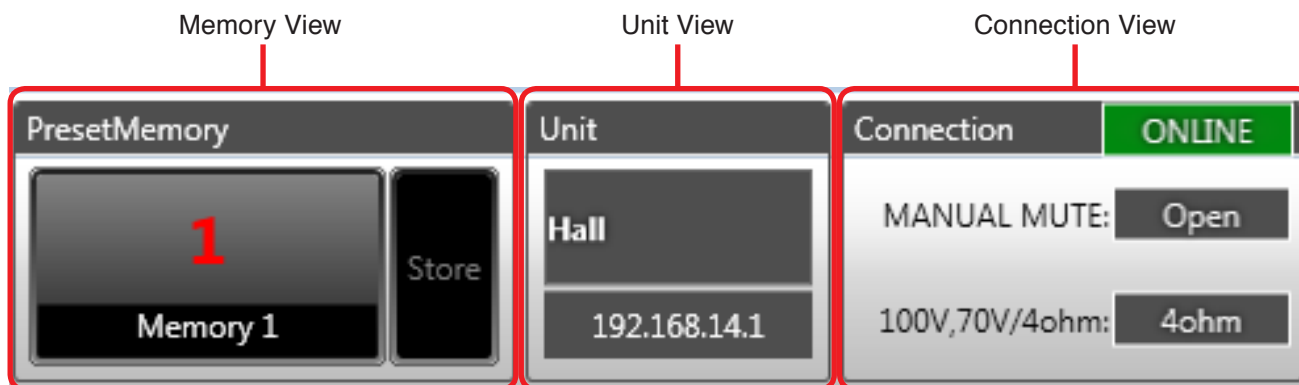 Memory View
Unit View
Connection View
PresetMemory
1
Memory 1
Store
Unit
Hall
192.168.14.1
Connection
ONLINE
MANUAL MUTE: Open
100V,70V/4ohm: 4ohm